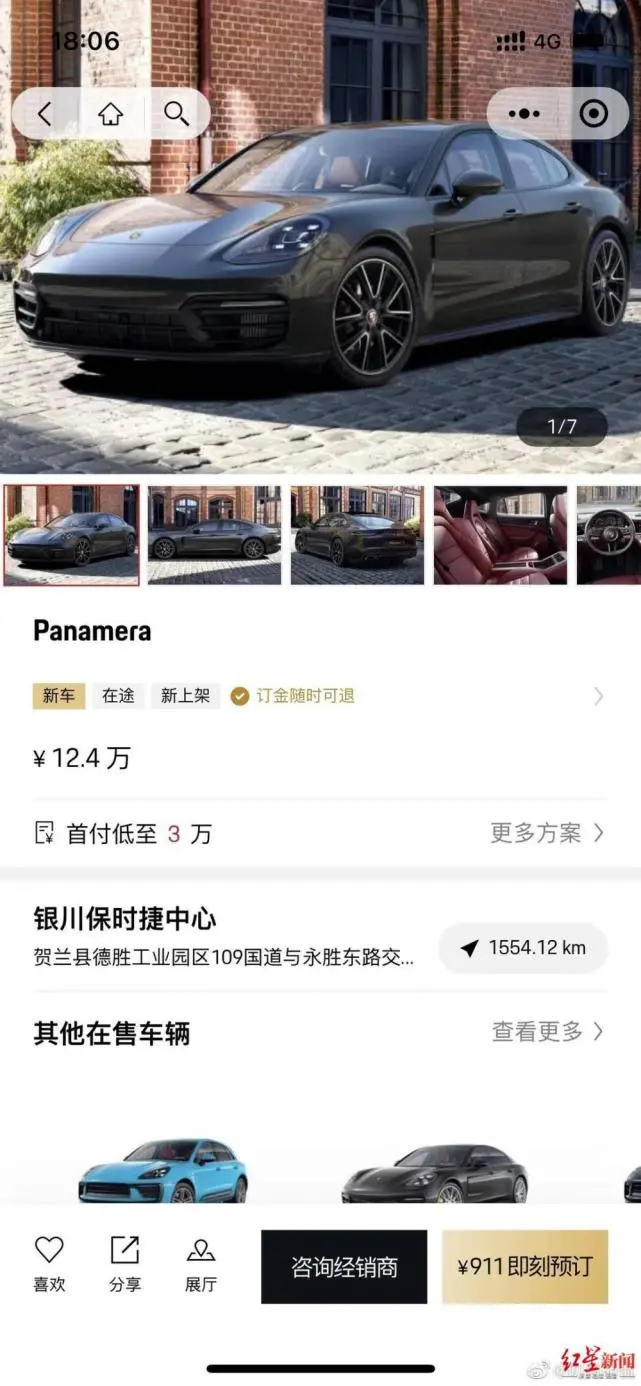 18:06
4G
1/7
Panamera
新车 在途 新上架 订金随时可退
¥ 12.4 万
首付低至 3 万 更多方案
银川保时捷中心
贺兰县德胜工业园区109国道与永胜东路交...
1554.12 km
其他在售车辆 查看更多
喜欢 分享 展厅 咨询经销商 ¥911即刻预订
红星新闻